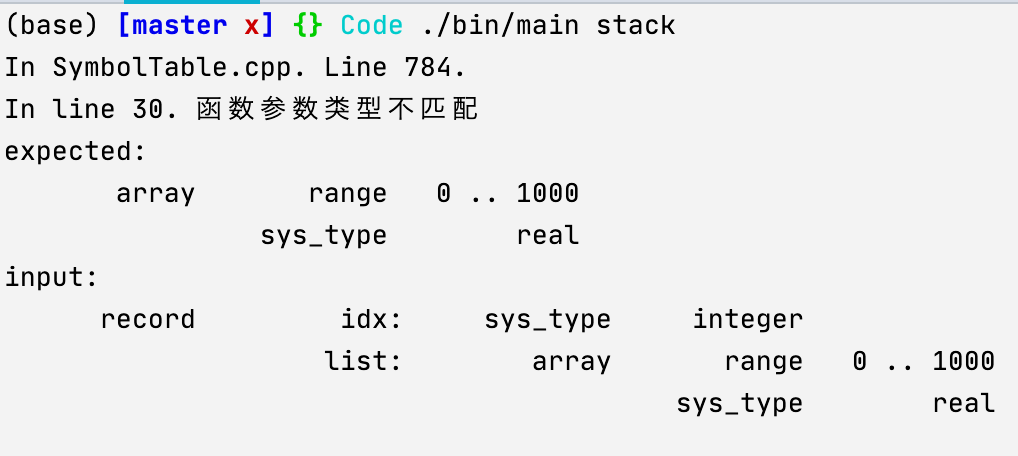 (base) [master x] {} Code ./bin/main stack
In SymbolTable.cpp. Line 784.
In line 30. 函数参数类型不匹配
expected:
array range 0 .. 1000
sys_type real
input:
record idx: sys_type integer
list: array range 0 .. 1000
sys_type real